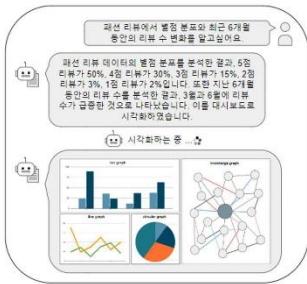 패션 리뷰에서 별점 분포와 최근 6개월
동안의 리뷰 수 변화를 알고싶어요.
패션 리뷰 데이터의 별점 분포를 분석한 결과, 5점
리뷰가 50%, 4점 리뷰가 30%, 3점 리뷰가 15%, 2점
리뷰가 3%, 1점 리뷰가 2%입니다. 또한 지난 6개월
동안의 리뷰 수를 분석한 결과, 3월과 6월에 리뷰
수가 급증한 것으로 나타났습니다. 이를 대시보드로
시각화하였습니다.
시각화하는 중 ...
bar graph
knowledge graph
line graph
circular graph